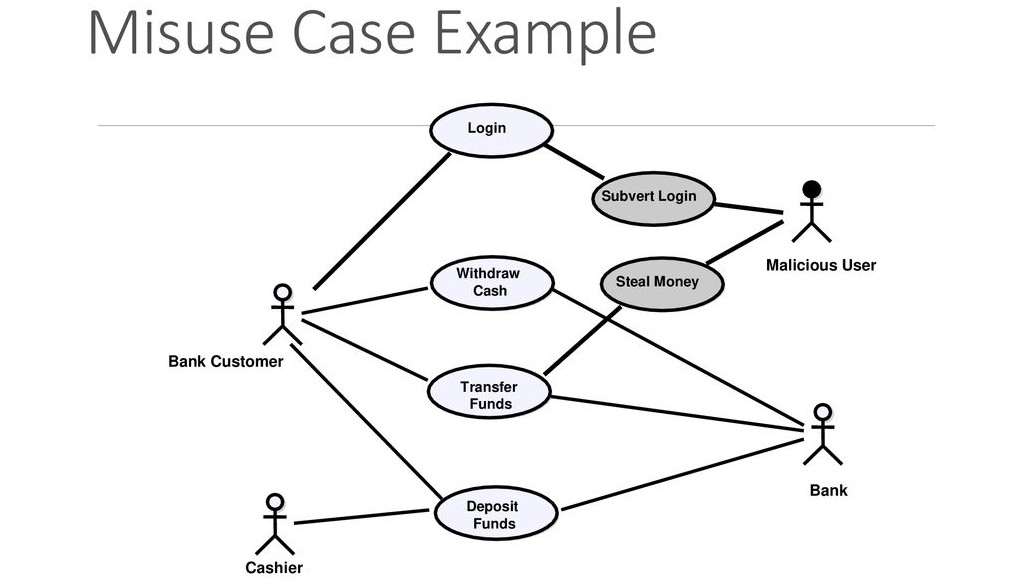 Misuse Case Example
Login
Subvert Login
Malicious User
Withdraw
Cash
Steal Money
Bank Customer
Transfer
Funds
Bank
Deposit
Funds
Cashier